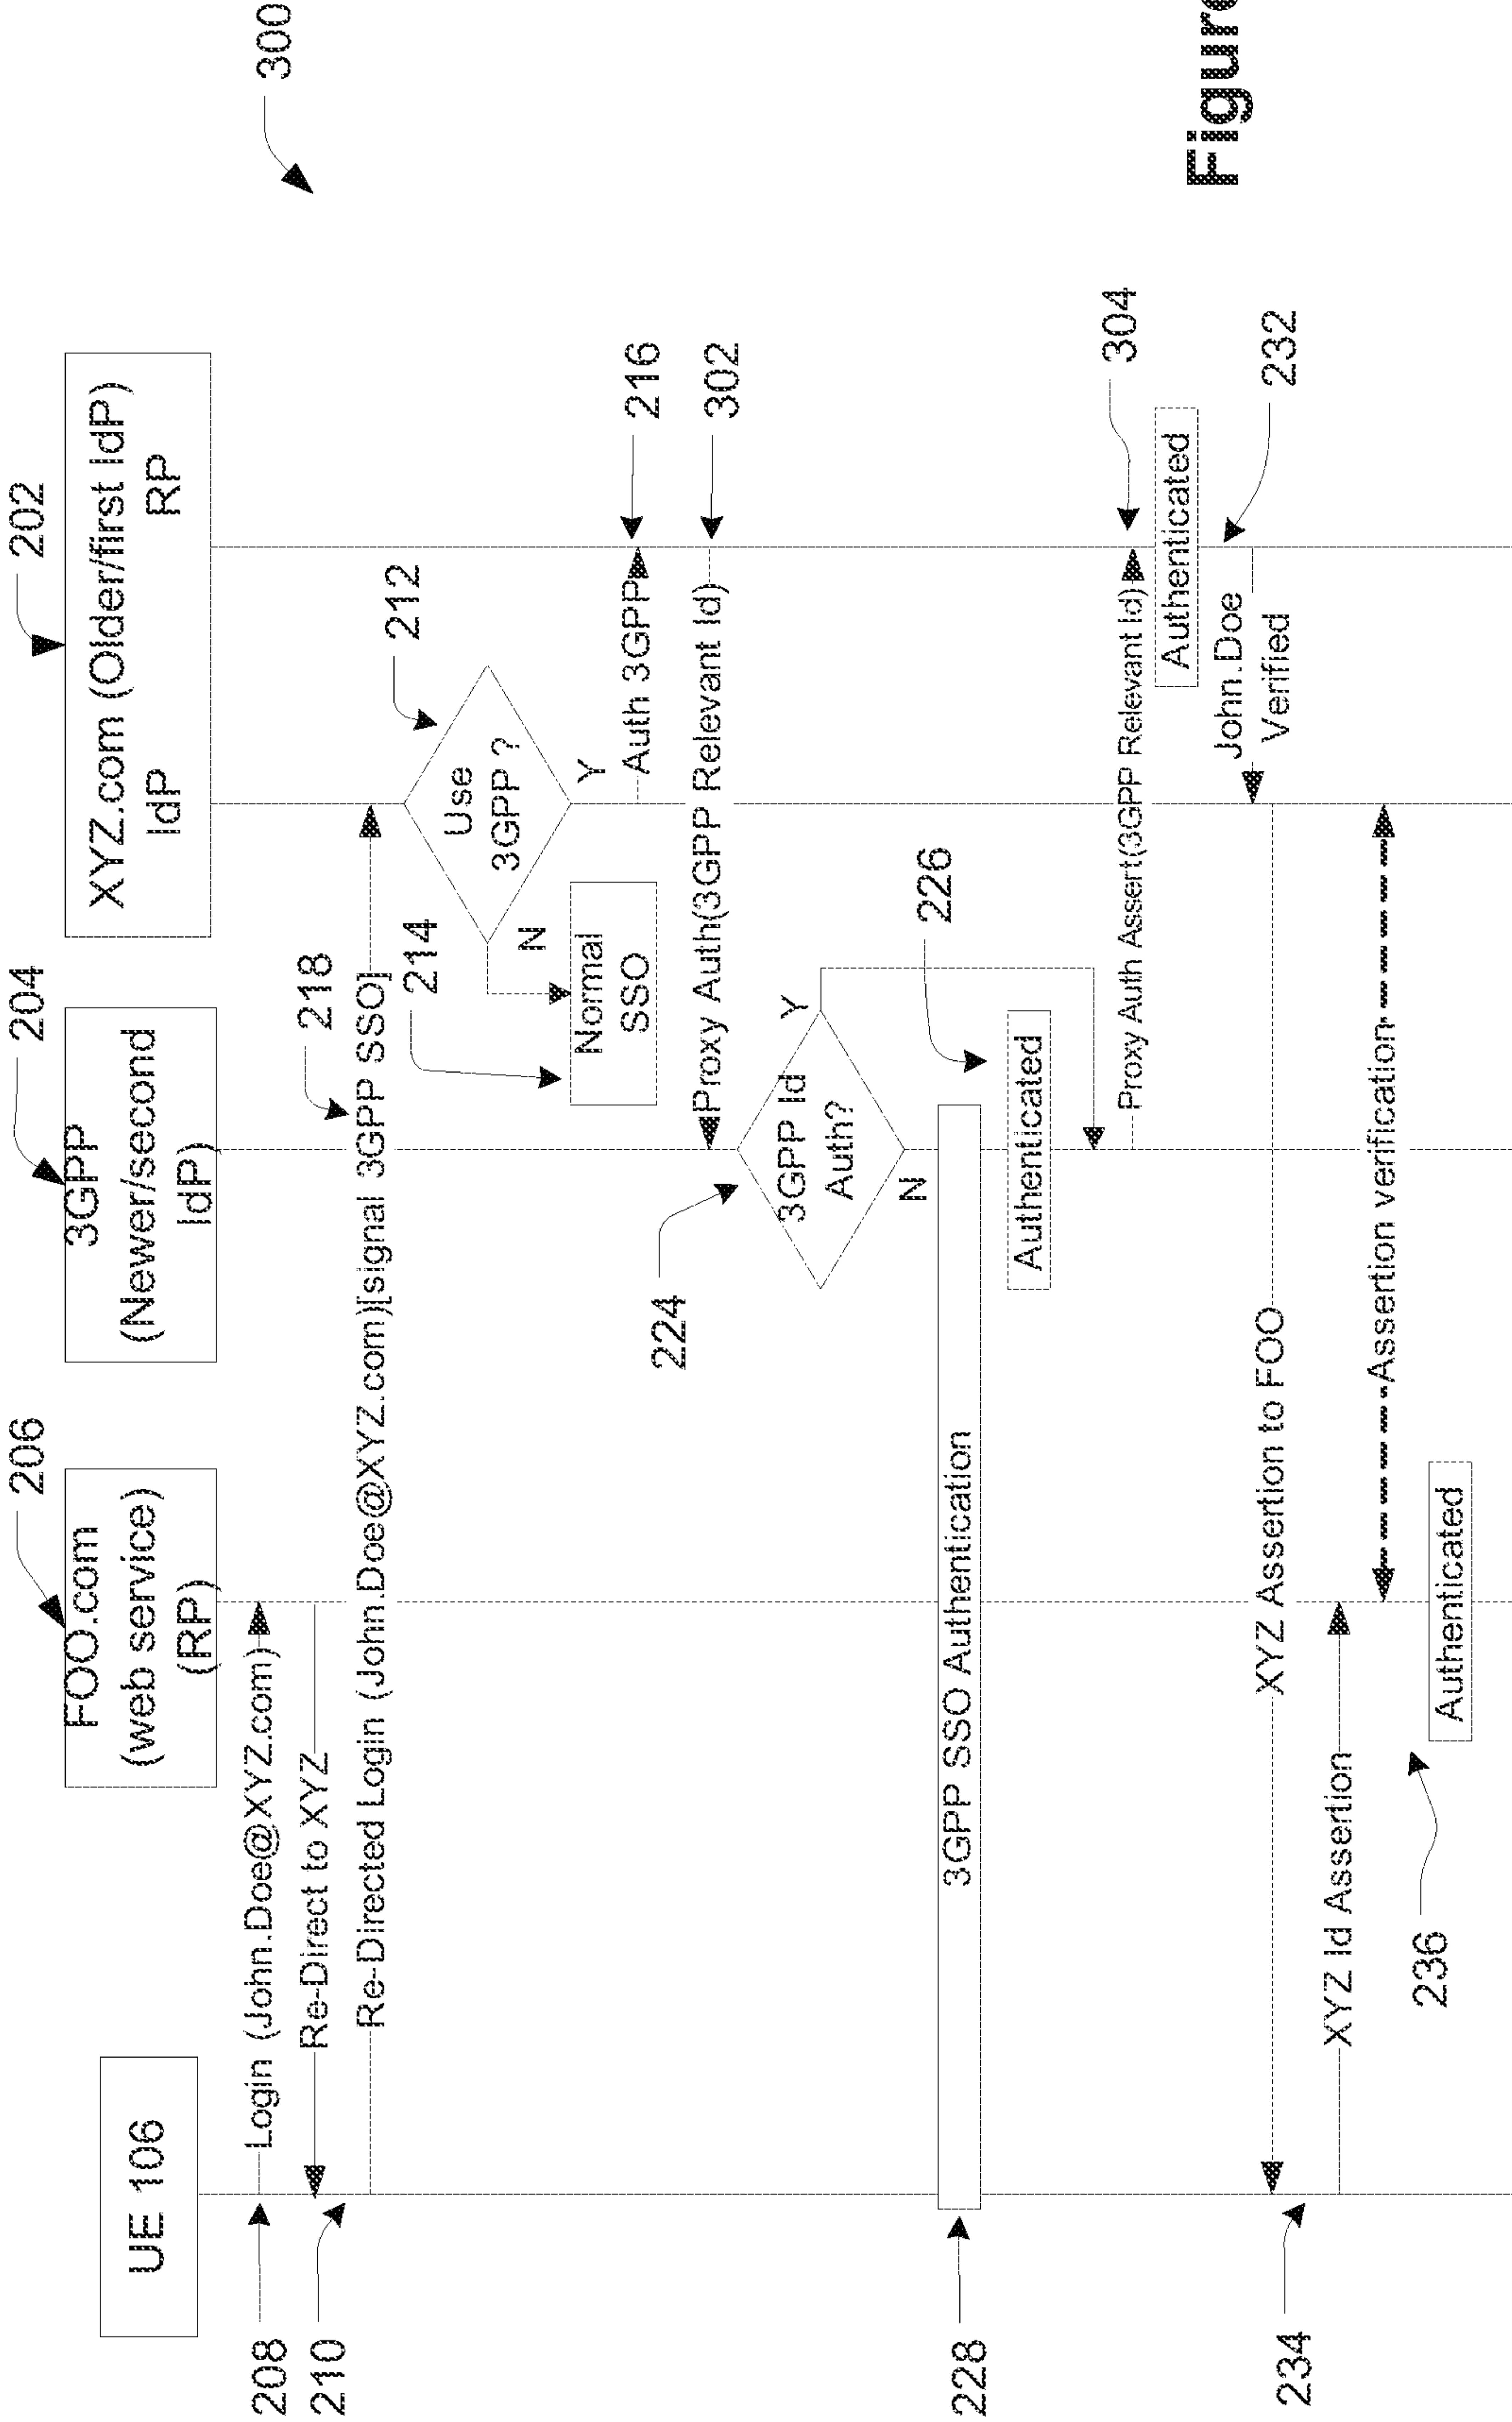 202
204
206
300
UE 106
FOO.com
(web service)
(RP)
3GPP
(Newer/second
IdP)
XYZ.com (Older/first IdP)
IdP RP
208
Login (John.Doe@XYZ.com)
Re-Direct to XYZ
210
218
Re-Directed Login (John.Doe@XYZ.com)[signal 3GPP SSO]
212
Use
3GPP ?
214
N
Y
Normal
SSO
Auth 3GPP
216
Proxy Auth(3GPP Relevant Id)
302
224
3GPP Id
Auth?
Y
N
226
228
3GPP SSO Authentication
Authenticated
Proxy Auth Assert(3GPP Relevant Id)
304
Authenticated
John.Doe
Verified
232
XYZ Assertion to FOO
234
XYZ Id Assertion
Assertion verification
236
Authenticated
Figure